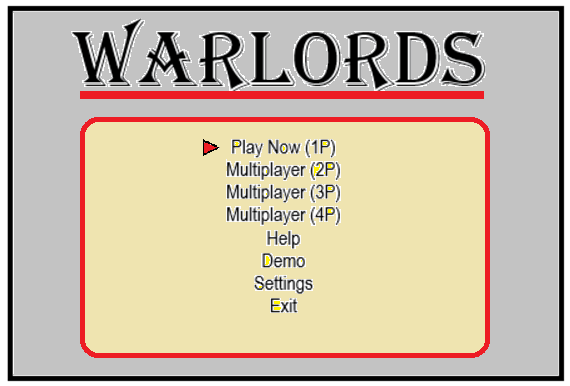 WARLORDS
Play Now (1P)
Multiplayer (2P)
Multiplayer (3P)
Multiplayer (4P)
Help
Demo
Settings
Exit